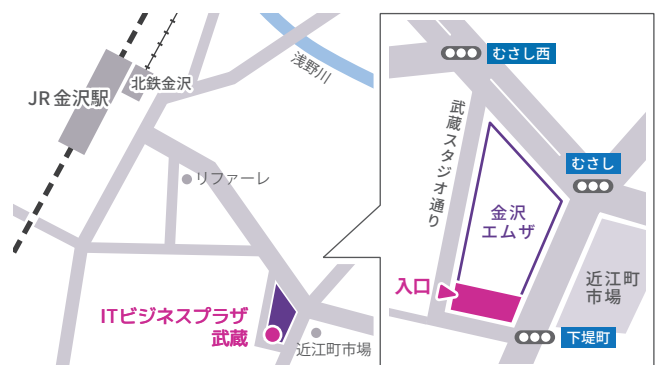 北鉄金沢
JR金沢駅
浅野川
リファーレ
ITビジネスプラザ
武蔵
近江町市場
むさし西
武蔵スタジオ通り
むさし
金沢
エムザ
入口
近江町
市場
下堤町